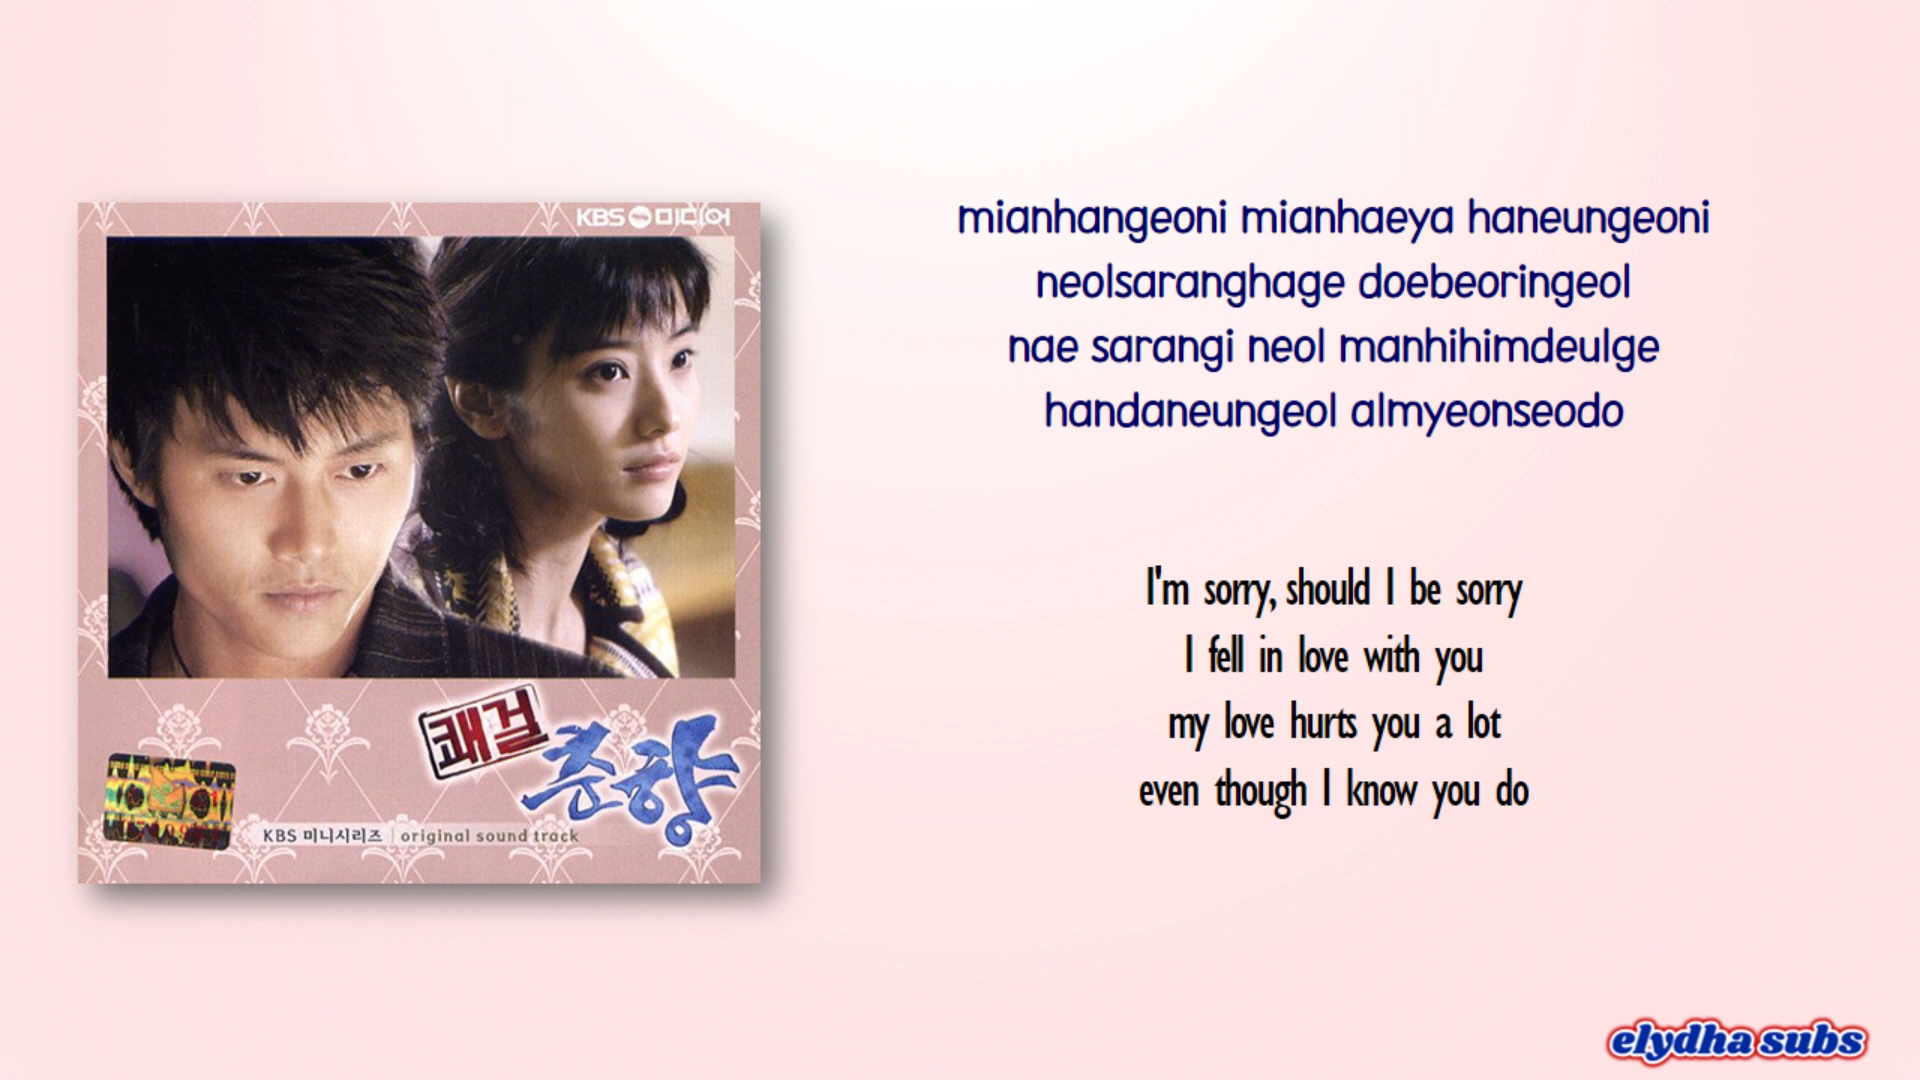 KBS 미디어
쾌걸
춘향
KBS 미니시리즈 | original sound track
mianhangeoni mianhaeya haneungeoni
neolsaranghage doebeoringeol
nae sarangi neol manhihimdeulge
handaneungeol almyeonseodo
I'm sorry, should I be sorry
I fell in love with you
my love hurts you a lot
even though I know you do
elydha subs